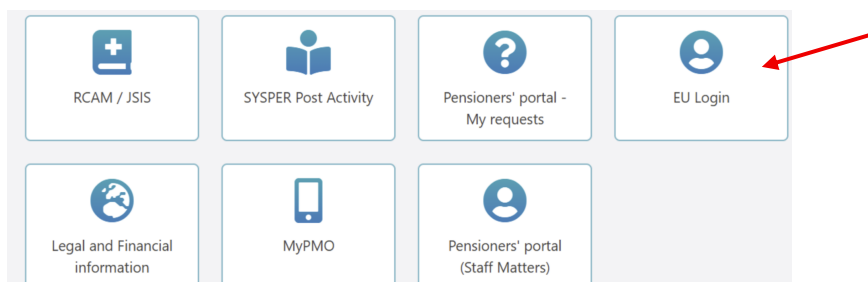 RCAM / JSIS
SYSPER Post Activity
Pensioners' portal -
My requests
EU Login
Legal and Financial
information
MyPMO
Pensioners' portal
(Staff Matters)